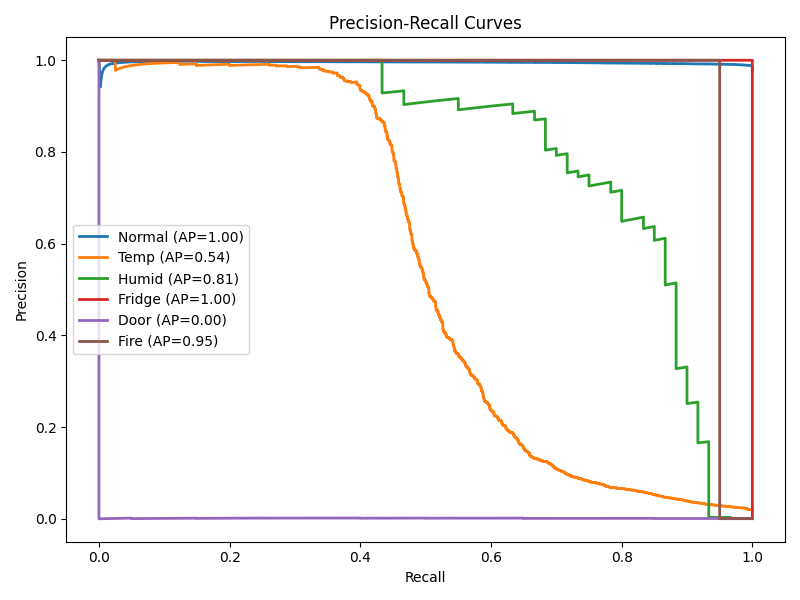 Precision-Recall Curves
1.0
0.8
0.6
0.4
0.2
0.0
Precision
Normal (AP=1.00)
Temp (AP=0.54)
Humid (AP=0.81)
Fridge (AP=1.00)
Door (AP=0.00)
Fire (AP=0.95)
0.0 0.2 0.4 0.6 0.8 1.0
Recall